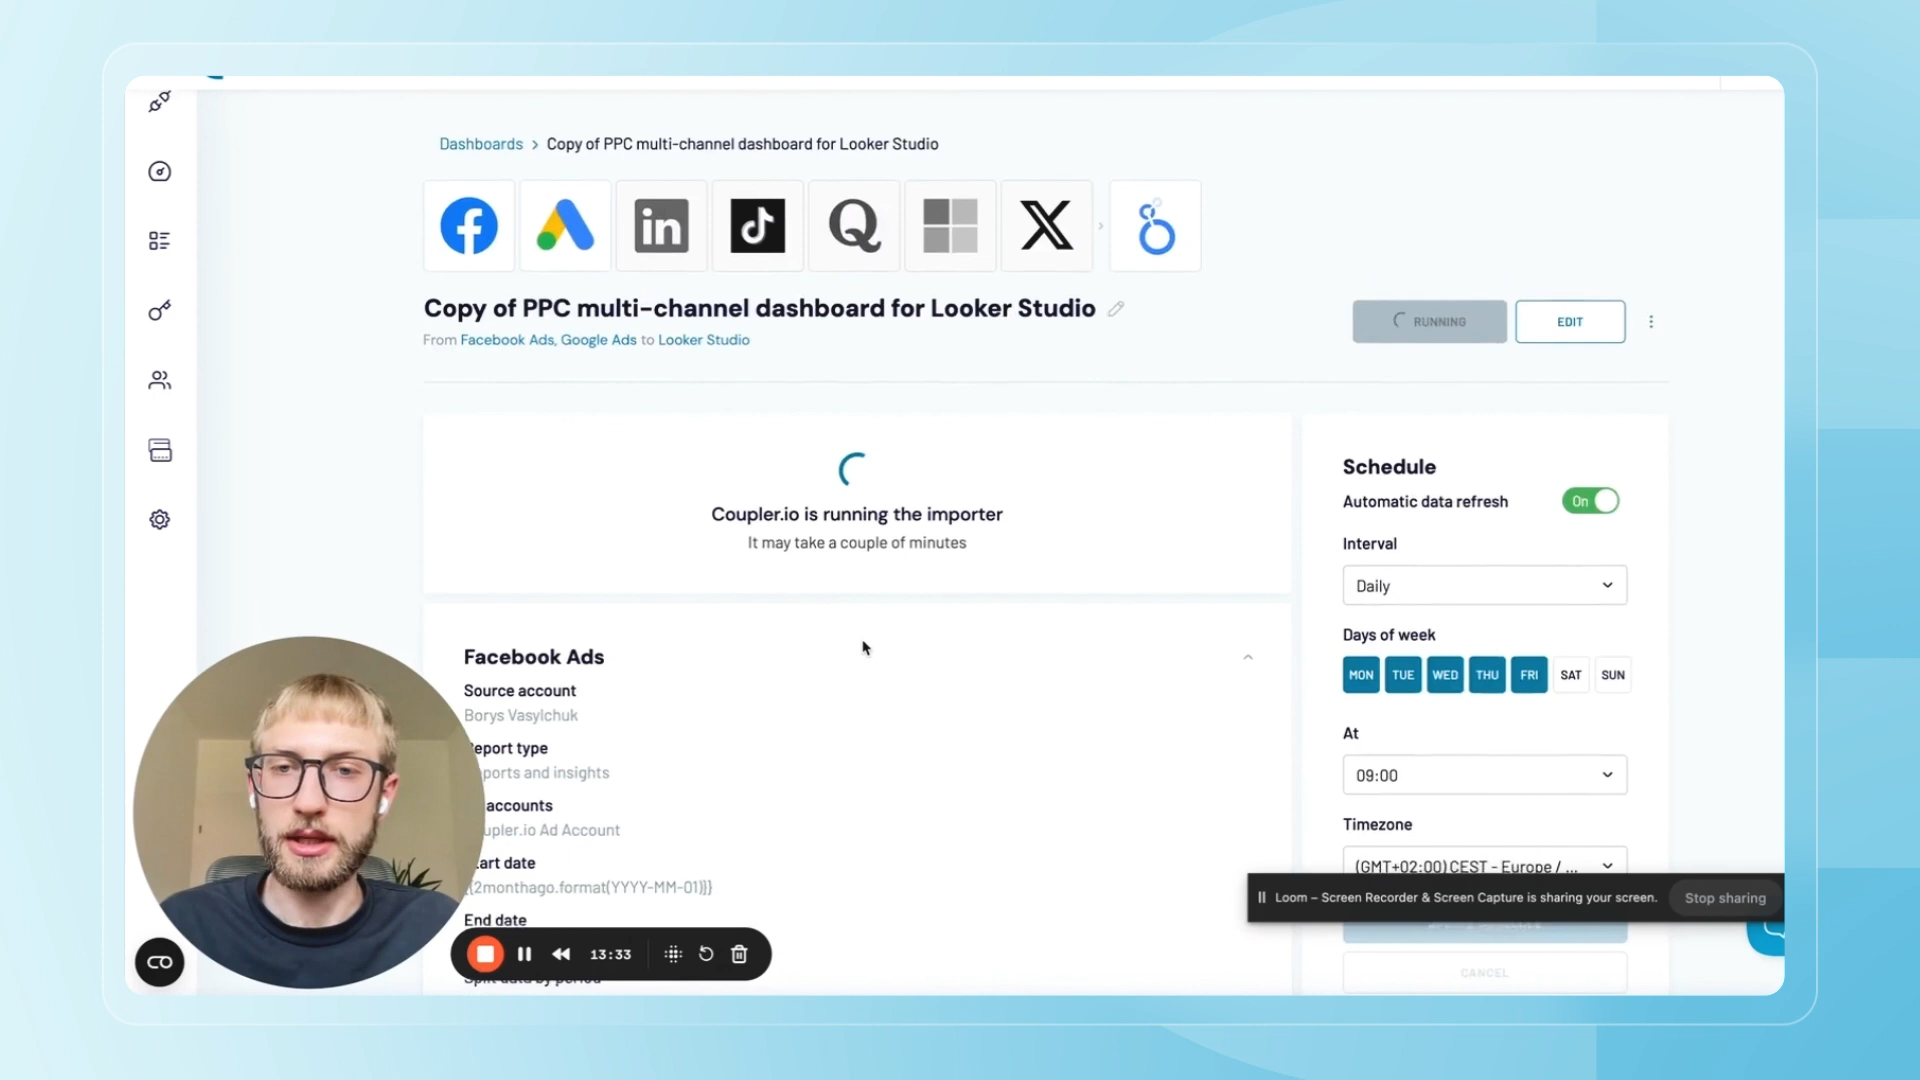 Dashboards > Copy of PPC multi-channel dashboard for Looker Studio
Copy of PPC multi-channel dashboard for Looker Studio
From Facebook Ads, Google Ads to Looker Studio
RUNNING
EDIT
Coupler.io is running the importer
It may take a couple of minutes
Facebook Ads
Source account
Borys Vasylchuk
eport type
ports and insights
accounts
upler.io Ad Account
art date
{2monthago.format(YYYY-MM-01)}}
End date
Split data by period
13:33
Schedule
Automatic data refresh
On
Interval
Daily
Days of week
MON TUE WED THU FRI SAT SUN
At
09:00
Timezone
(GMT+02:00) CEST - Europe / ...
Loom – Screen Recorder & Screen Capture is sharing your screen.
Stop sharing
CANCEL